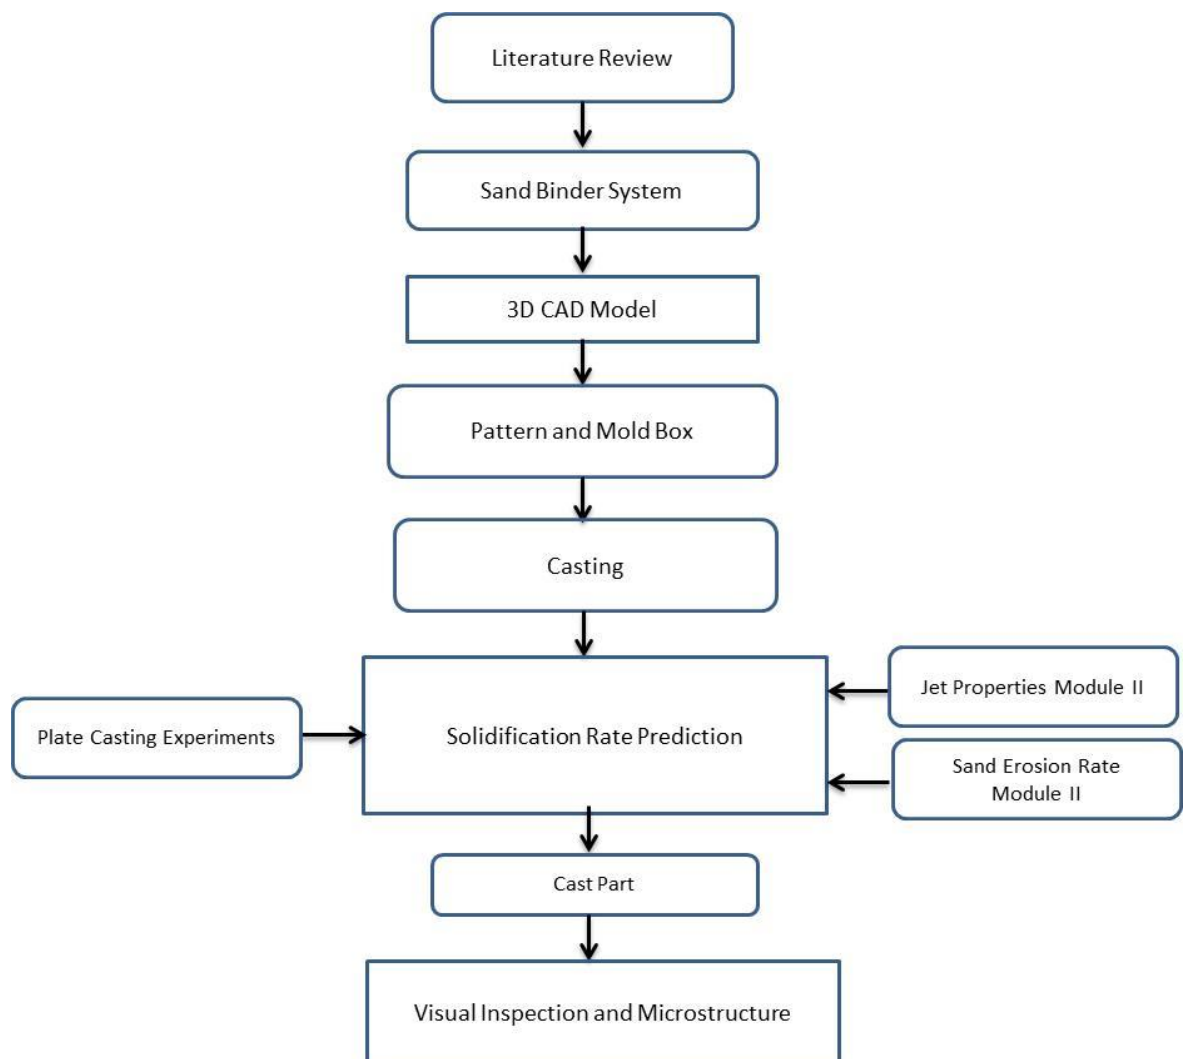 Literature Review
Sand Binder System
3D CAD Model
Pattern and Mold Box
Casting
Jet Properties Module II
Plate Casting Experiments
Solidification Rate Prediction
Sand Erosion Rate
Module II
Cast Part
Visual Inspection and Microstructure